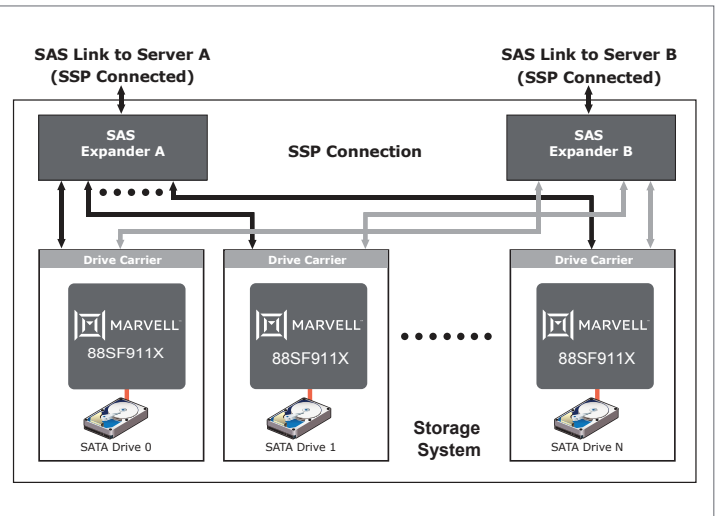 SAS Link to Server A
(SSP Connected)
SAS Link to Server B
(SSP Connected)
SAS
Expander A
SSP Connection
SAS
Expander B
Drive Carrier
Drive Carrier
Drive Carrier
MARVELL
88SF911X
MARVELL
88SF911X
MARVELL
88SF911X
SATA Drive 0
SATA Drive 1
Storage
System
SATA Drive N